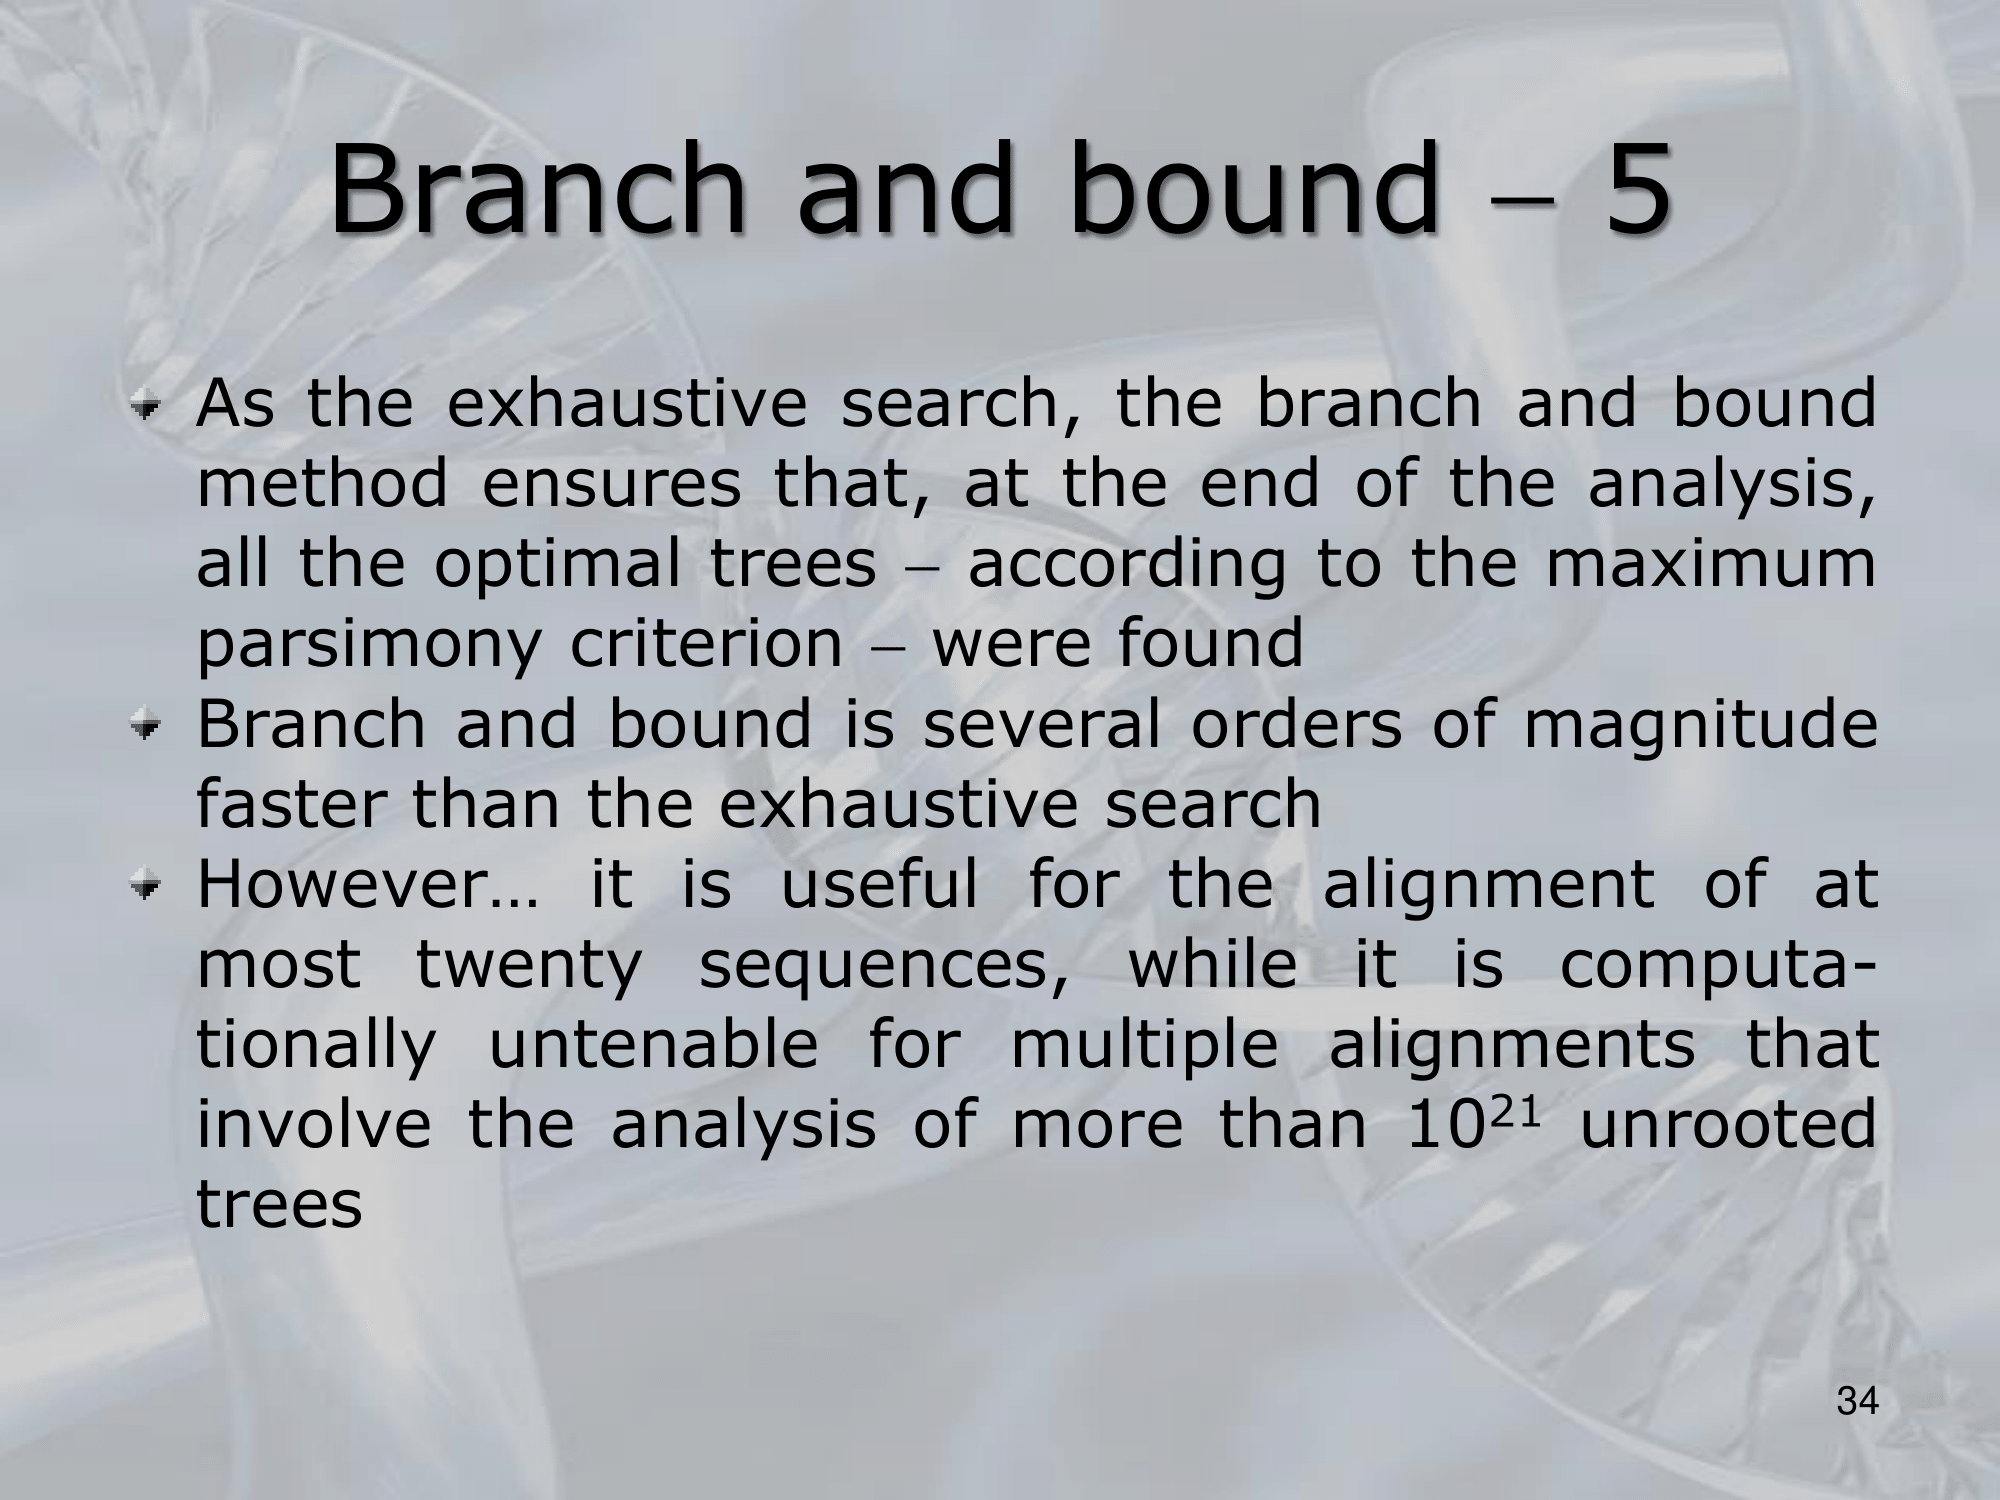 Branch and bound – 5
As the exhaustive search, the branch and bound
method ensures that, at the end of the analysis,
all the optimal trees – according to the maximum
parsimony criterion – were found
Branch and bound is several orders of magnitude
faster than the exhaustive search
However… it is useful for the alignment of at
most twenty sequences, while it is computa-
tionally untenable for multiple alignments that
involve the analysis of more than 10²¹ unrooted
trees
34